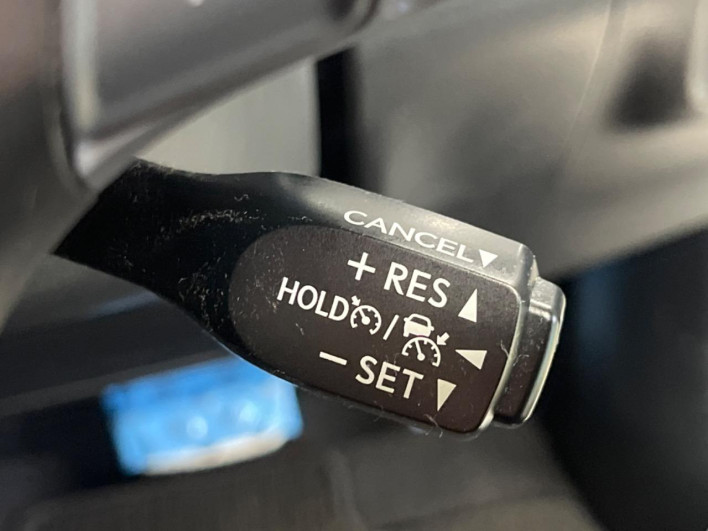 CANCEL▼
+ RES ▲
HOLD / ◀
− SET ▼